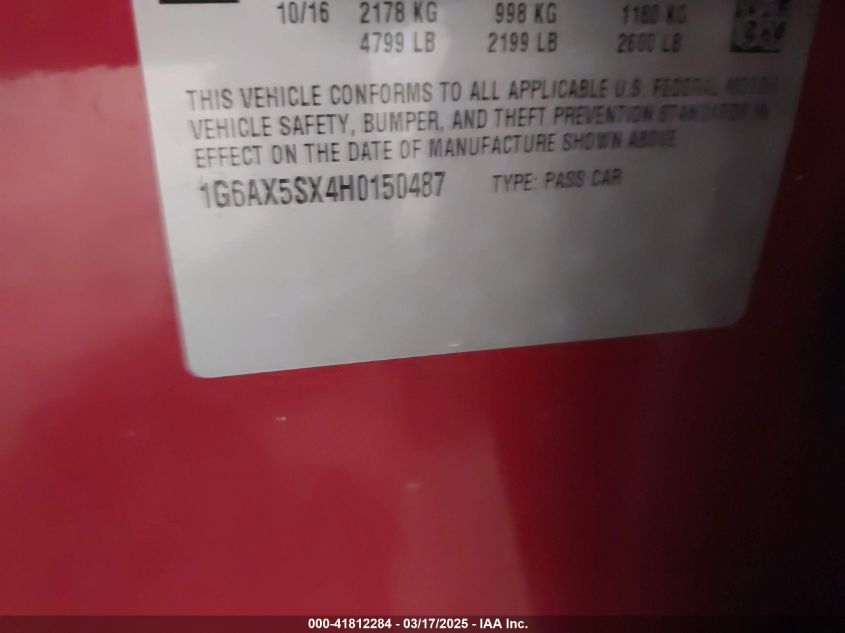 10/16 2178 KG 998 KG 1180 KG
4799 LB 2199 LB 2600 LB
THIS VEHICLE CONFORMS TO ALL APPLICABLE U.S. FEDERAL MOTOR
VEHICLE SAFETY, BUMPER, AND THEFT PREVENTION STANDARDS IN
EFFECT ON THE DATE OF MANUFACTURE SHOWN ABOVE
1G6AX5SX4H0150487 TYPE: PASS CAR
000-41812284 - 03/17/2025 - IAA Inc.